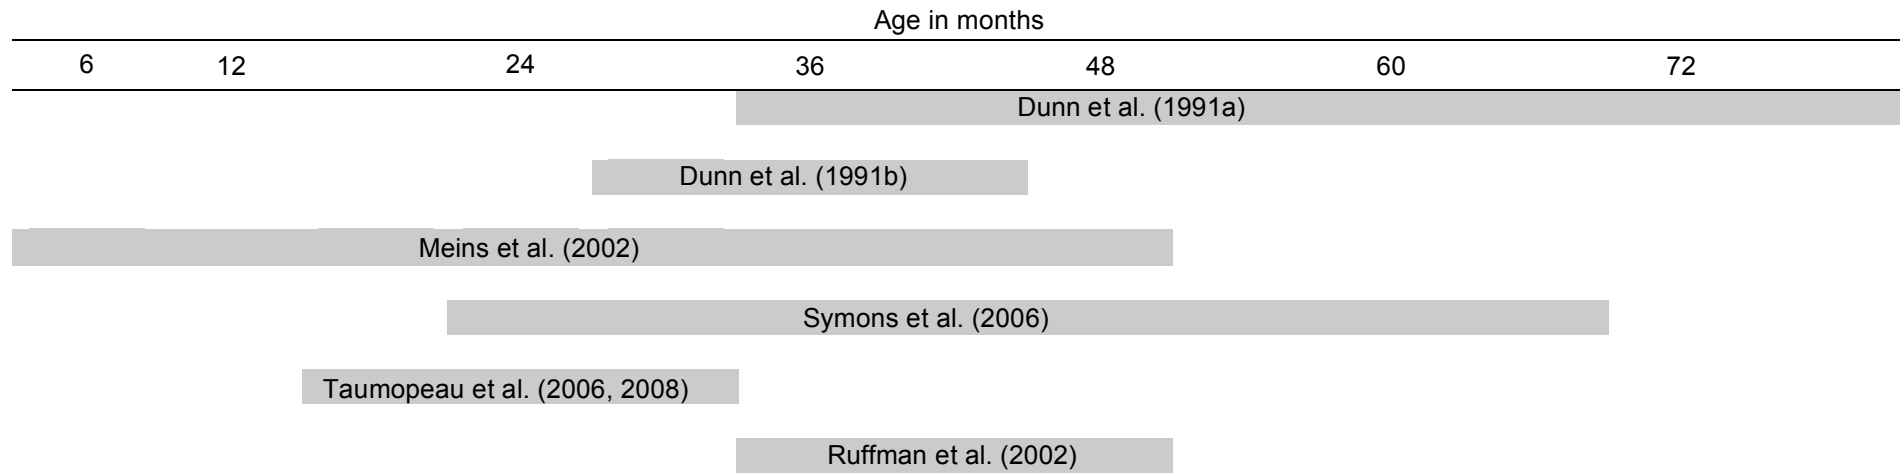 Age in months
6 12 24 36 48 60 72
Dunn et al. (1991a)
Dunn et al. (1991b)
Meins et al. (2002)
Symons et al. (2006)
Taumopeau et al. (2006, 2008)
Ruffman et al. (2002)